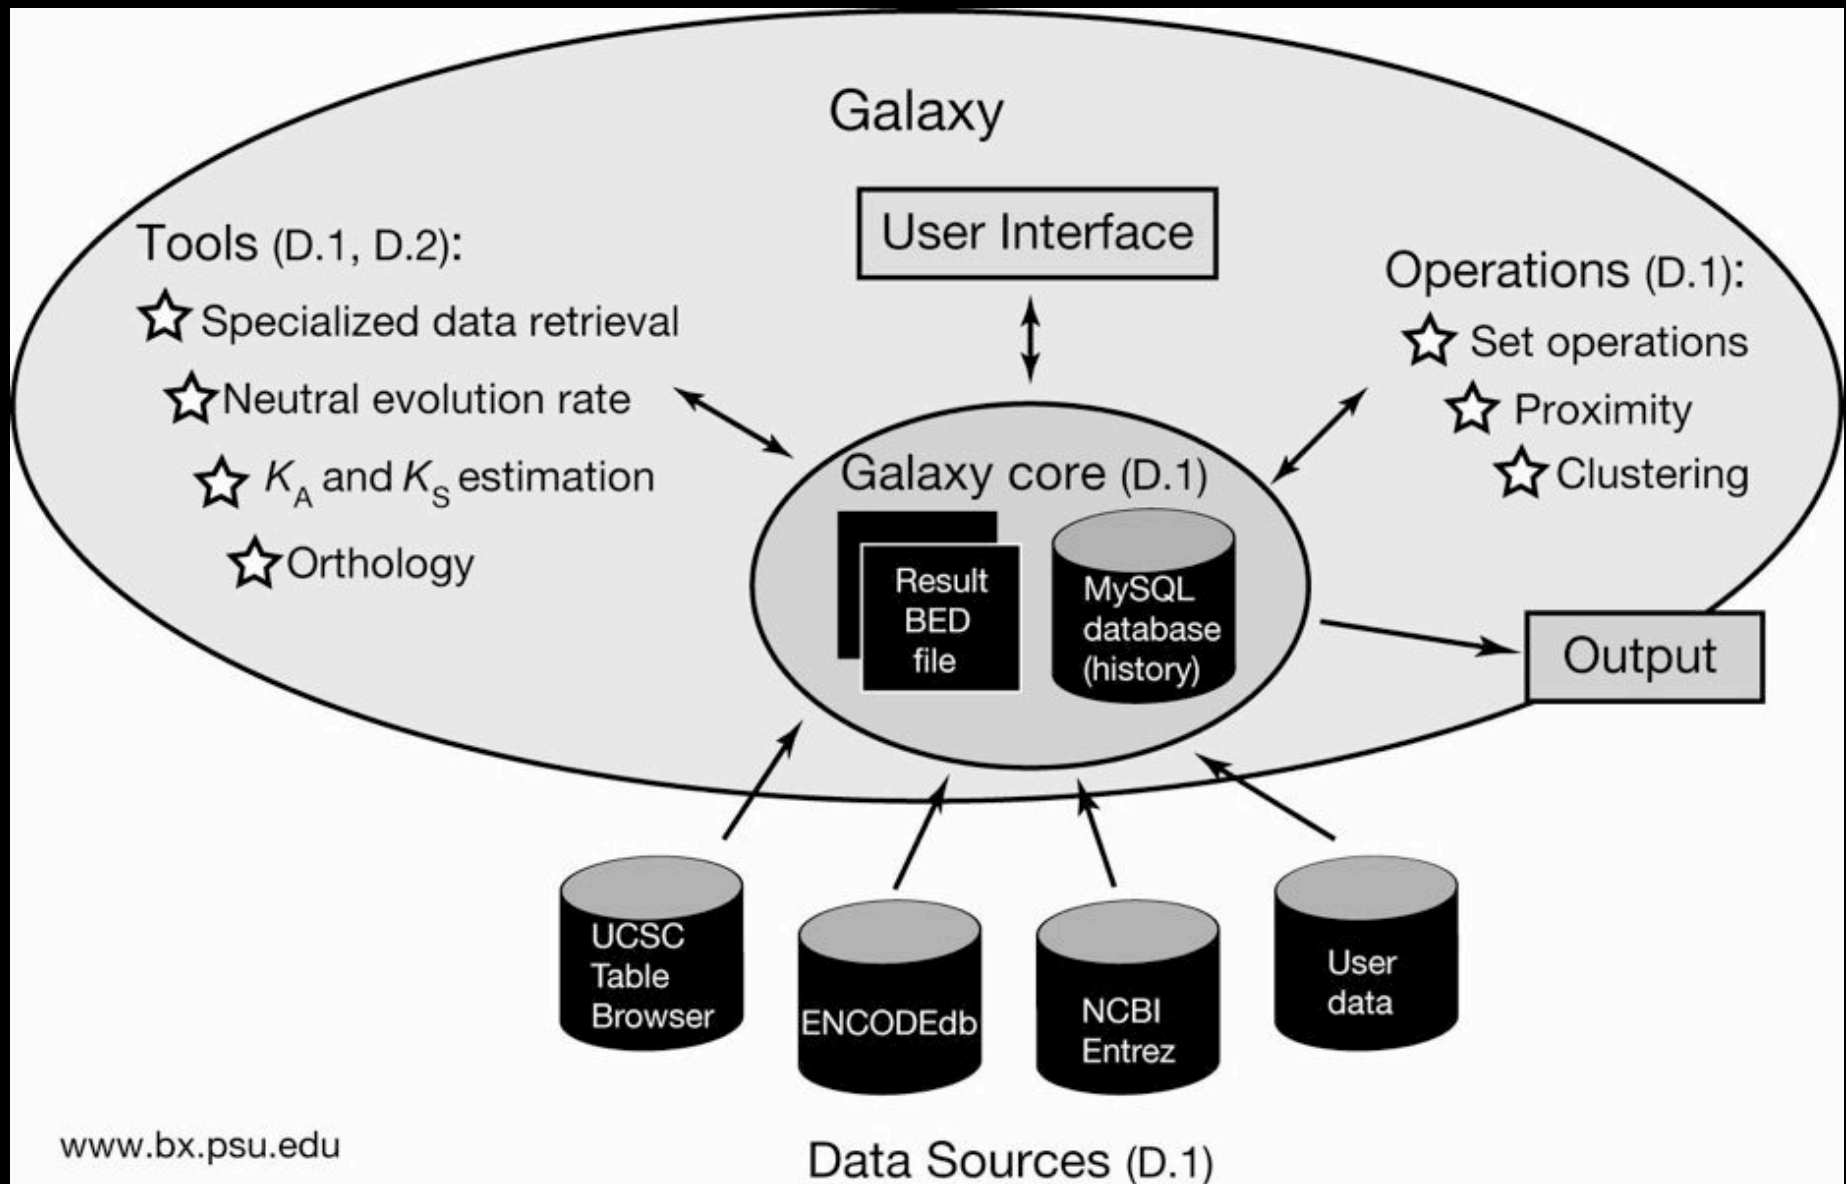 Galaxy
User Interface
Tools (D.1, D.2):
Specialized data retrieval
Neutral evolution rate
KA and KS estimation
Orthology
Operations (D.1):
Set operations
Proximity
Clustering
Galaxy core (D.1)
Result
BED
file
MySQL
database
(history)
Output
UCSC
Table
Browser
ENCODEdb
NCBI
Entrez
User
data
www.bx.psu.edu
Data Sources (D.1)